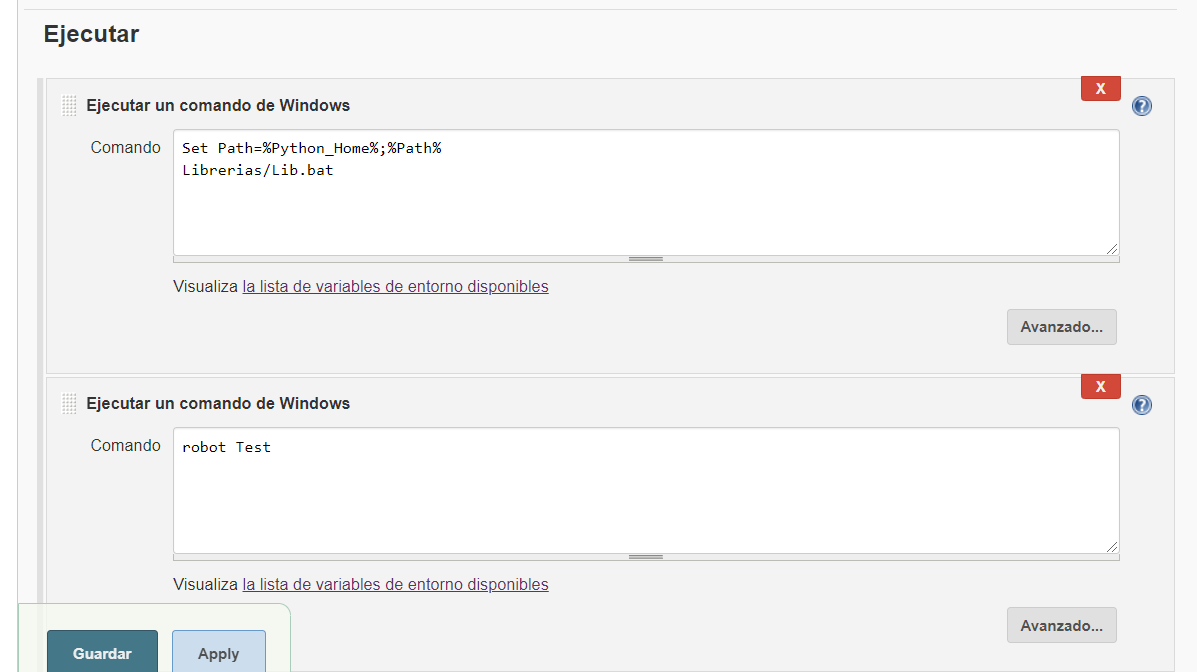 Ejecutar
X
Ejecutar un comando de Windows
?
Comando
Set Path=%Python_Home%;%Path%
Librerias/Lib.bat
Visualiza la lista de variables de entorno disponibles
Avanzado...
X
Ejecutar un comando de Windows
?
Comando
robot Test
Visualiza la lista de variables de entorno disponibles
Avanzado...
Guardar Apply